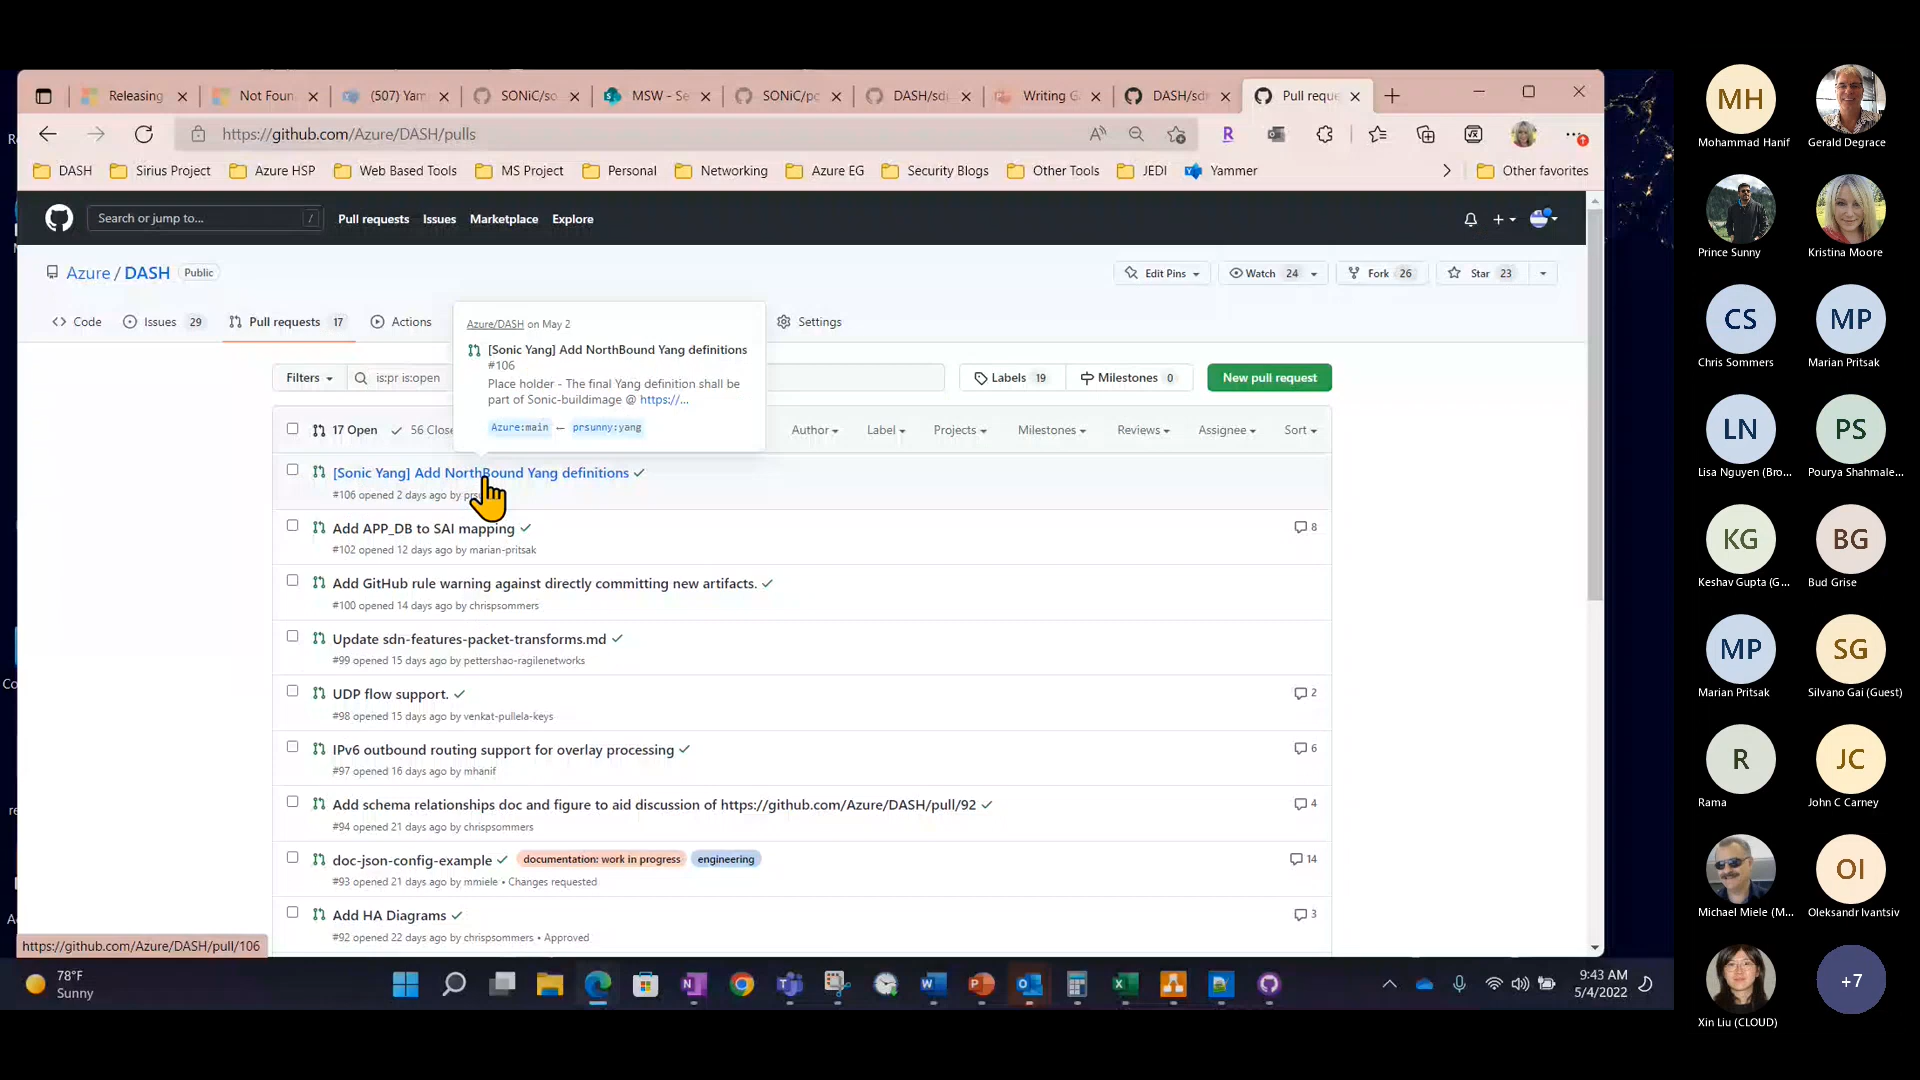 Releasing
Not Foun
(507) Yam
SONiC/so
MSW - Se
SONiC/pc
DASH/sdn
Writing G
DASH/sdn
Pull reque
https://github.com/Azure/DASH/pulls
DASH
Sirius Project
Azure HSP
Web Based Tools
MS Project
Personal
Networking
Azure EG
Security Blogs
Other Tools
JEDI
Yammer
Other favorites
Search or jump to...
/
Pull requests
Issues
Marketplace
Explore
Azure / DASH
Public
Edit Pins
Watch 24
Fork 26
Star 23
Code
Issues 29
Pull requests 17
Actions
Settings
Azure/DASH on May 2
[Sonic Yang] Add NorthBound Yang definitions
#106
Place holder - The final Yang definition shall be
part of Sonic-buildimage @ https://...
Azure:main ← prsunny:yang
Filters
is:pr is:open
Labels 19
Milestones 0
New pull request
17 Open
56 Close
Author
Label
Projects
Milestones
Reviews
Assignee
Sort
[Sonic Yang] Add NorthBound Yang definitions
#106 opened 2 days ago by
Add APP_DB to SAI mapping
8
#102 opened 12 days ago by marian-pritsak
Add GitHub rule warning against directly committing new artifacts.
#100 opened 14 days ago by chrispsommers
Update sdn-features-packet-transforms.md
#99 opened 15 days ago by pettershao-ragilenetworks
UDP flow support.
2
#98 opened 15 days ago by venkat-pullela-keys
IPv6 outbound routing support for overlay processing
6
#97 opened 16 days ago by mhanif
Add schema relationships doc and figure to aid discussion of https://github.com/Azure/DASH/pull/92
4
#94 opened 21 days ago by chrispsommers
doc-json-config-example
documentation: work in progress
engineering
14
#93 opened 21 days ago by mmiele • Changes requested
Add HA Diagrams
3
#92 opened 22 days ago by chrispsommers • Approved
https://github.com/Azure/DASH/pull/106
78°F
Sunny
9:43 AM
5/4/2022
MH
Mohammad Hanif
Gerald Degrace
Prince Sunny
Kristina Moore
CS
Chris Sommers
MP
Marian Pritsak
LN
Lisa Nguyen (Bro...
PS
Pourya Shahmale...
KG
Keshav Gupta (G...
BG
Bud Grise
MP
Marian Pritsak
SG
Silvano Gai (Guest)
R
Rama
JC
John C Carney
Michael Miele (M...
OI
Oleksandr Ivantsiv
Xin Liu (CLOUD)
+7